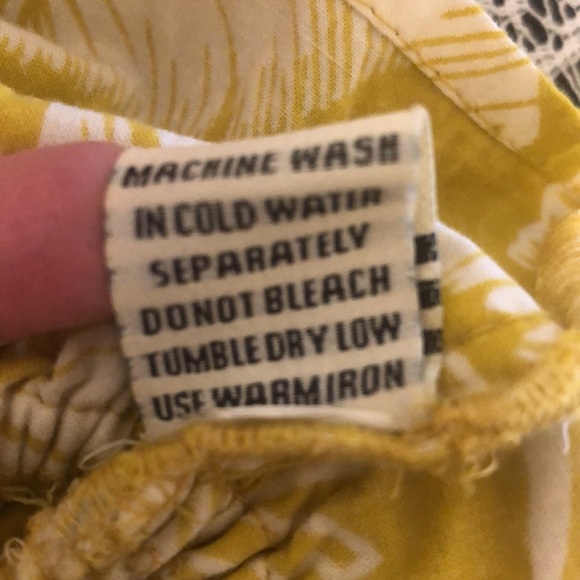 MACHINE WASH
IN COLD WATER
SEPARATELY
DO NOT BLEACH
TUMBLE DRY LOW
USE WARM IRON